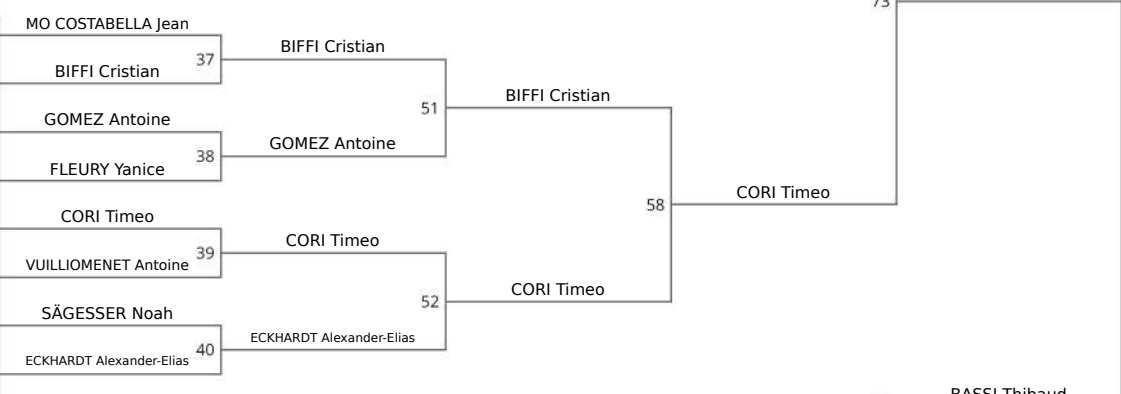 73
MO COSTABELLA Jean
37
BIFFI Cristian
BIFFI Cristian
51
BIFFI Cristian
GOMEZ Antoine
38
GOMEZ Antoine
FLEURY Yanice
58
CORI Timeo
CORI Timeo
39
CORI Timeo
VUILLIOMENET Antoine
52
CORI Timeo
SÄGESSER Noah
40
ECKHARDT Alexander-Elias
ECKHARDT Alexander-Elias
BASSI Thibaud